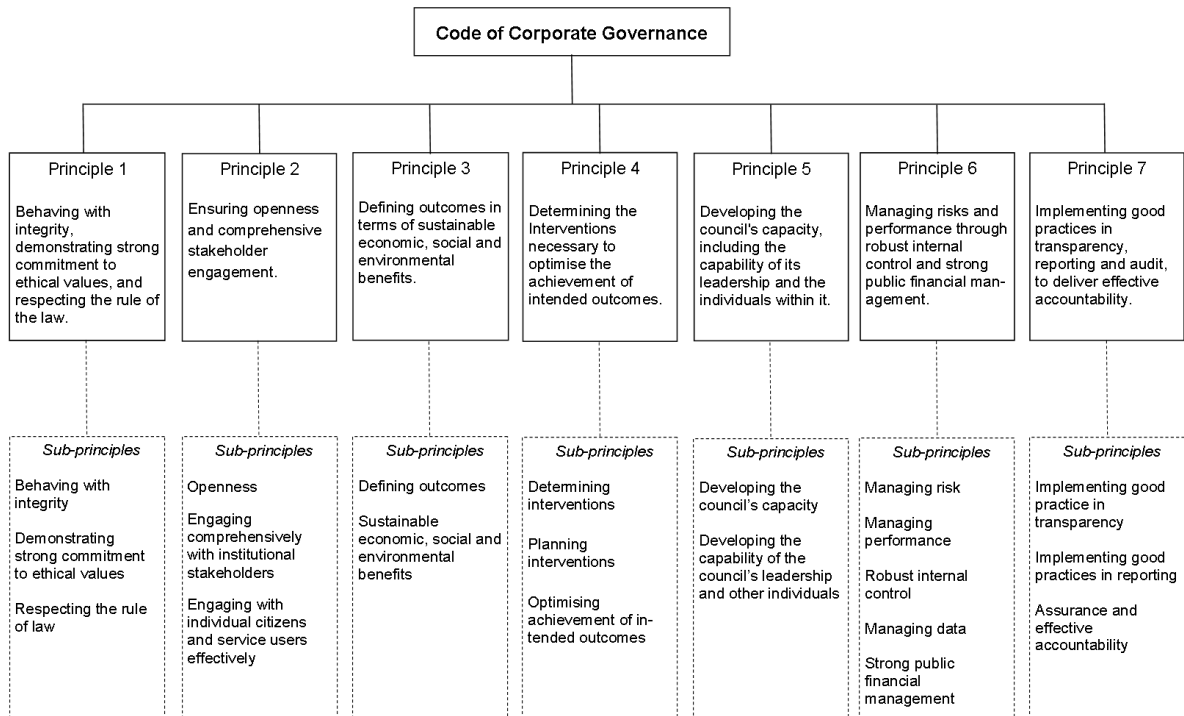 Code of Corporate Governance
Principle 1
Behaving with
integrity,
demonstrating strong
commitment to
ethical values, and
respecting the rule of
the law.
Principle 2
Ensuring openness
and comprehensive
stakeholder
engagement.
Principle 3
Defining outcomes in
terms of sustainable
economic, social and
environmental
benefits.
Principle 4
Determining the
Interventions
necessary to
optimise the
achievement of
intended outcomes.
Principle 5
Developing the
council's capacity,
including the
capability of its
leadership and the
individuals within it.
Principle 6
Managing risks and
performance through
robust internal
control and strong
public financial man-
agement.
Principle 7
Implementing good
practices in
transparency,
reporting and audit,
to deliver effective
accountability.
Sub-principles
Behaving with
integrity
Demonstrating
strong commitment
to ethical values
Respecting the rule
of law
Sub-principles
Openness
Engaging
comprehensively
with institutional
stakeholders
Engaging with
individual citizens
and service users
effectively
Sub-principles
Defining outcomes
Sustainable
economic, social and
environmental
benefits
Sub-principles
Determining
interventions
Planning
interventions
Optimising
achievement of in-
tended outcomes
Sub-principles
Developing the
council's capacity
Developing the
capability of the
council's leadership
and other individuals
Sub-principles
Managing risk
Managing
performance
Robust internal
control
Managing data
Strong public
financial
management
Sub-principles
Implementing good
practice in
transparency
Implementing good
practices in reporting
Assurance and
effective
accountability